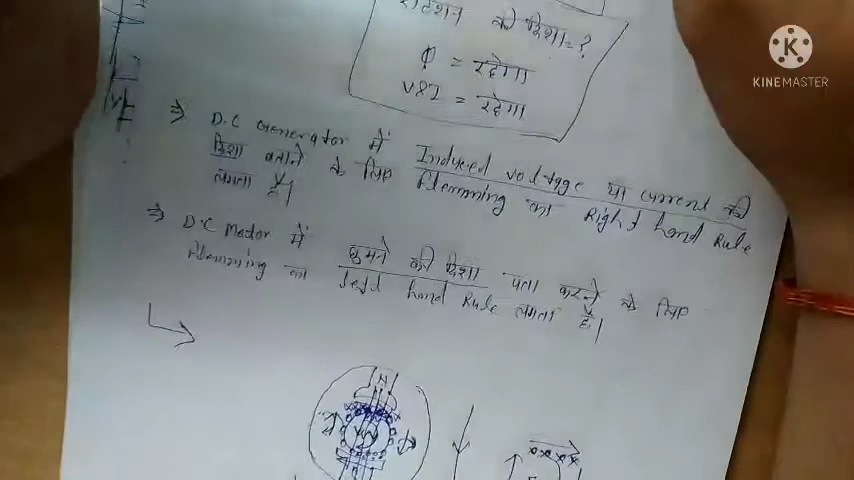 रोटेशन की दिशा = ?
φ = रहेगा
V&I = रहेगा
K
KINEMASTER
⇒ D.C Generator में Induced voltage या current की
दिशा बताने के लिए Flemming का Right hand Rule
लगता है।
⇒ D.C Motor में घुमने की दिशा पता करने के लिए
Flemming का left hand Rule लगता है।
N